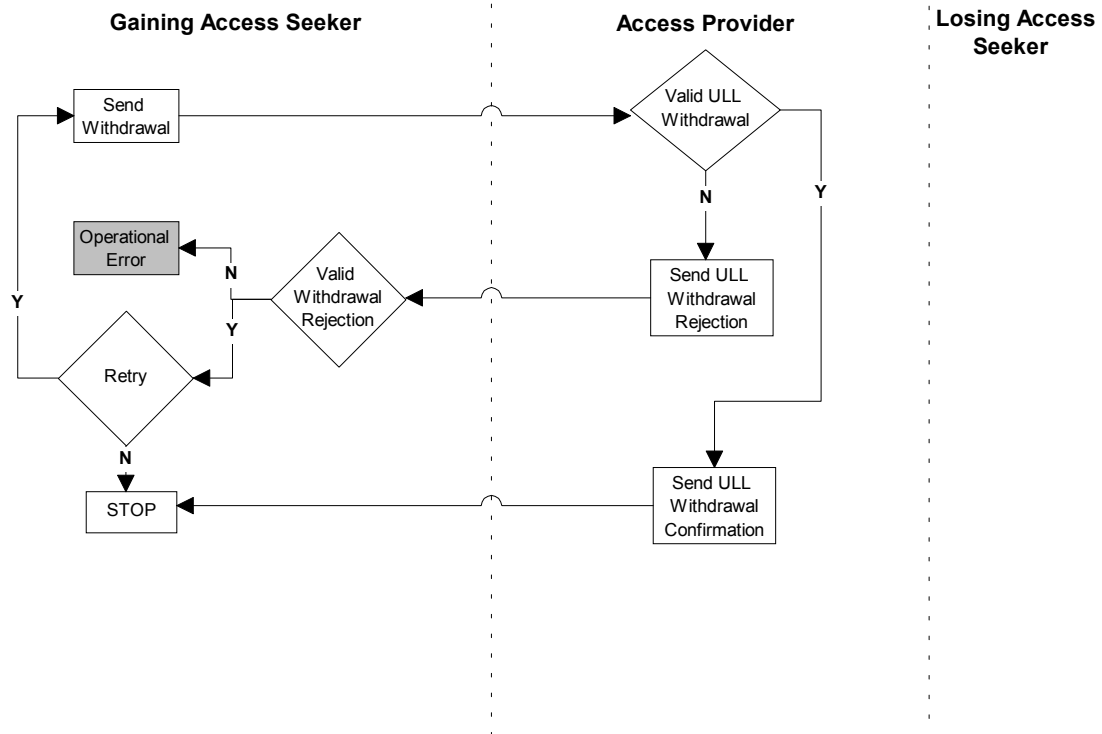 Gaining Access Seeker
Access Provider
Losing Access
Seeker
Send
Withdrawal
Valid ULL
Withdrawal
N
Y
Operational
Error
N
Valid
Withdrawal
Rejection
Send ULL
Withdrawal
Rejection
Y
Y
Retry
N
STOP
Send ULL
Withdrawal
Confirmation